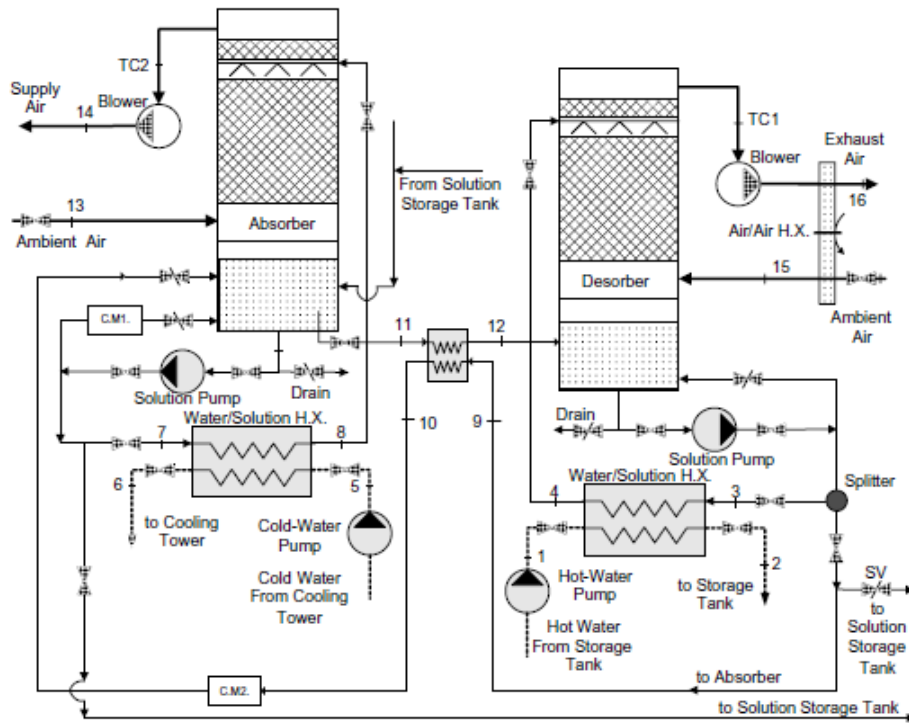 TC2
Supply
Air
14
Blower
13
Ambient Air
Absorber
From Solution
Storage Tank
TC1
Blower
Exhaust
Air
16
Air/Air H.X.
15
Desorber
Ambient
Air
C.M1.
11
12
Solution Pump
Drain
Water/Solution H.X.
10
9
7
8
6
5
to Cooling
Tower
Cold-Water
Pump
Cold Water
From Cooling
Tower
Drain
Solution Pump
Water/Solution H.X.
Splitter
4
3
1
2
Hot-Water
Pump
Hot Water
From Storage
Tank
to Storage
Tank
SV
to
Solution
Storage
Tank
C.M2.
to Absorber
to Solution Storage Tank